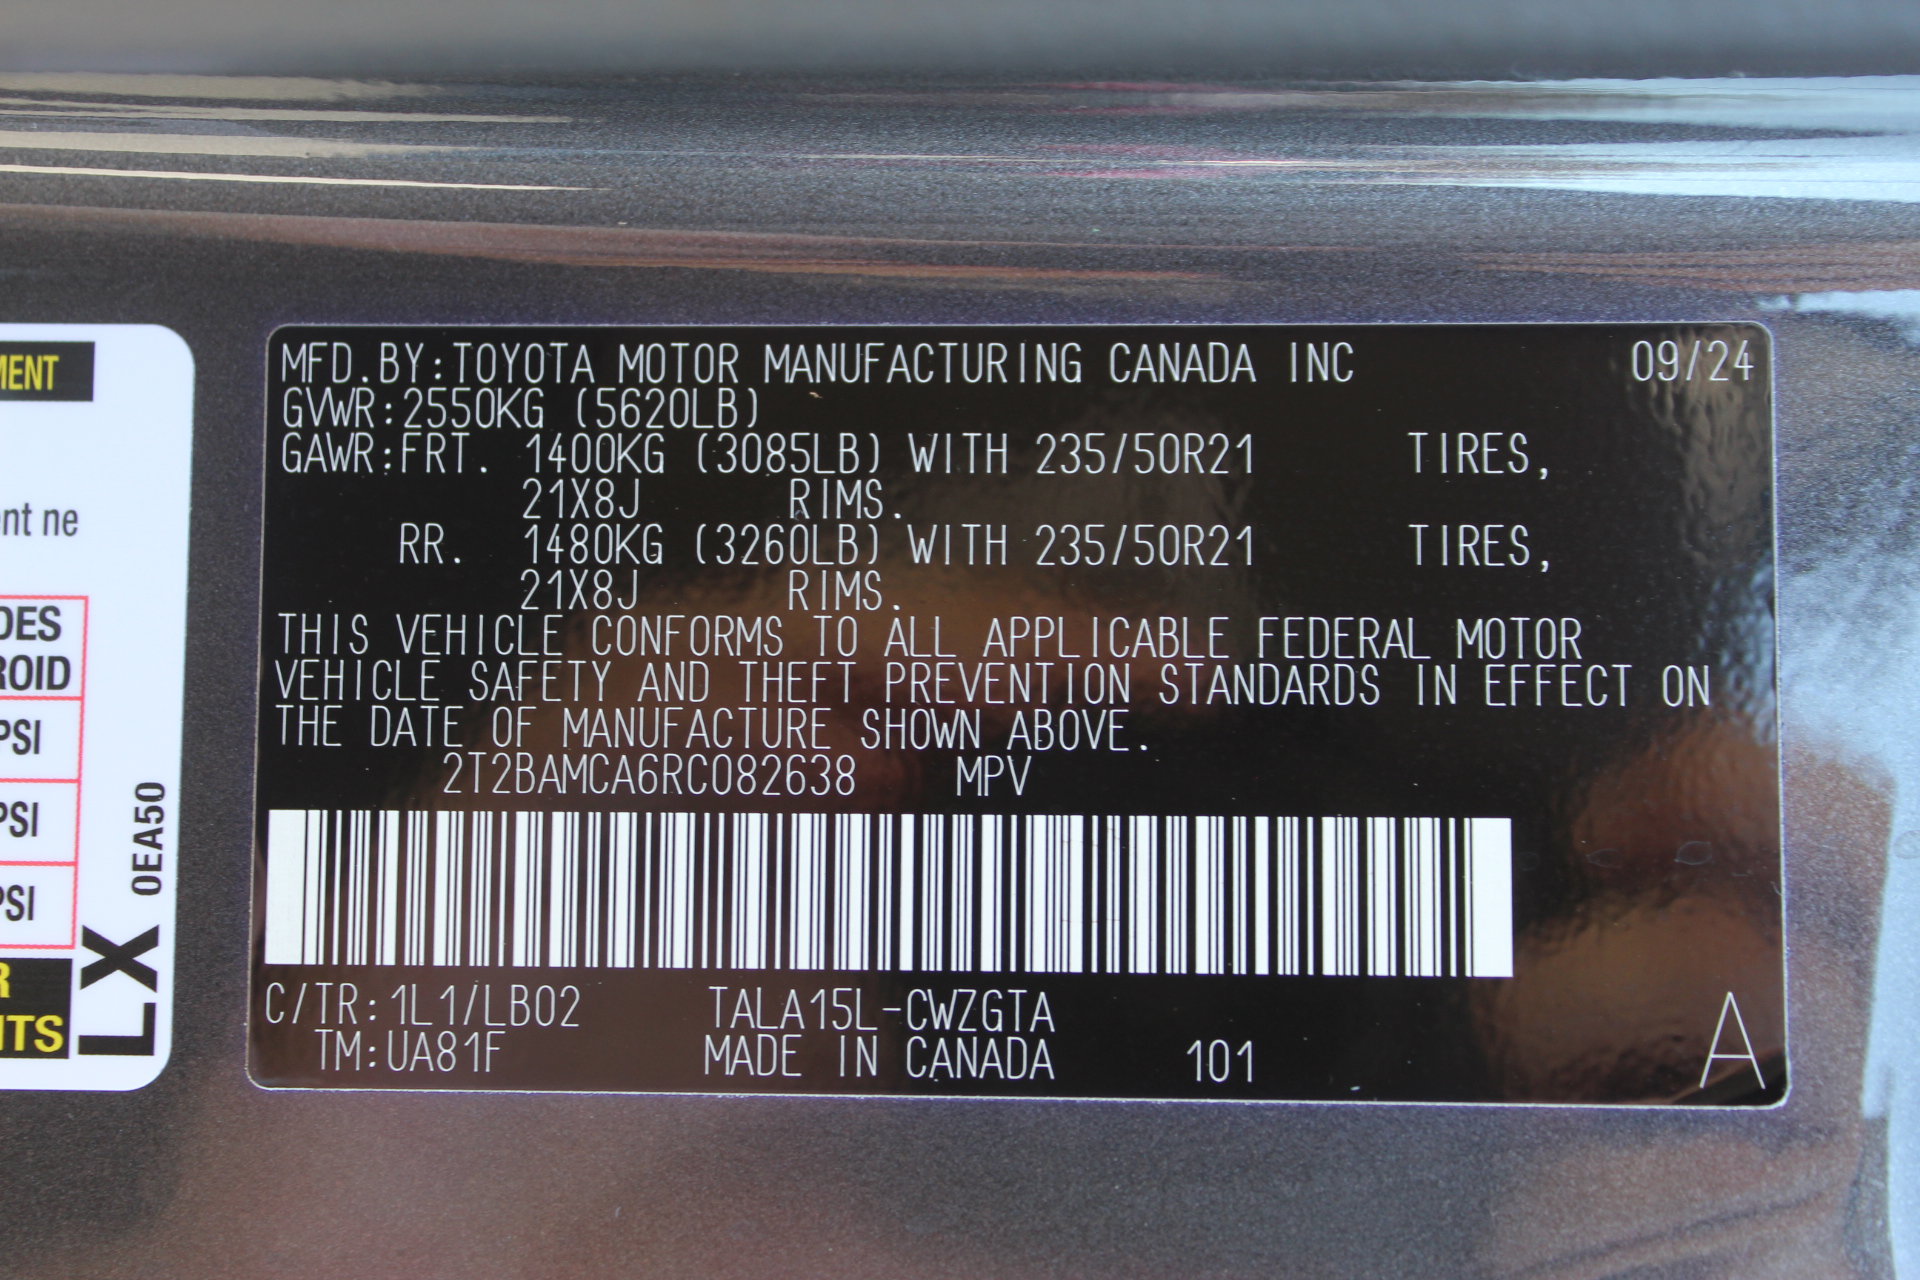 MFD.BY:TOYOTA MOTOR MANUFACTURING CANADA INC 09/24
GVWR:2550KG (5620LB)
GAWR:FRT. 1400KG (3085LB) WITH 235/50R21 TIRES,
21X8J RIMS.
RR. 1480KG (3260LB) WITH 235/50R21 TIRES,
21X8J RIMS.
THIS VEHICLE CONFORMS TO ALL APPLICABLE FEDERAL MOTOR
VEHICLE SAFETY AND THEFT PREVENTION STANDARDS IN EFFECT ON
THE DATE OF MANUFACTURE SHOWN ABOVE.
2T2BAMCA6RC082638 MPV
C/TR:1L1/LB02 TALA15L-CWZGTA
TM:UA81F MADE IN CANADA 101 A
MENT
nt ne
DES
ROID
PSI
PSI
PSI
R
ITS
LX 0EA50